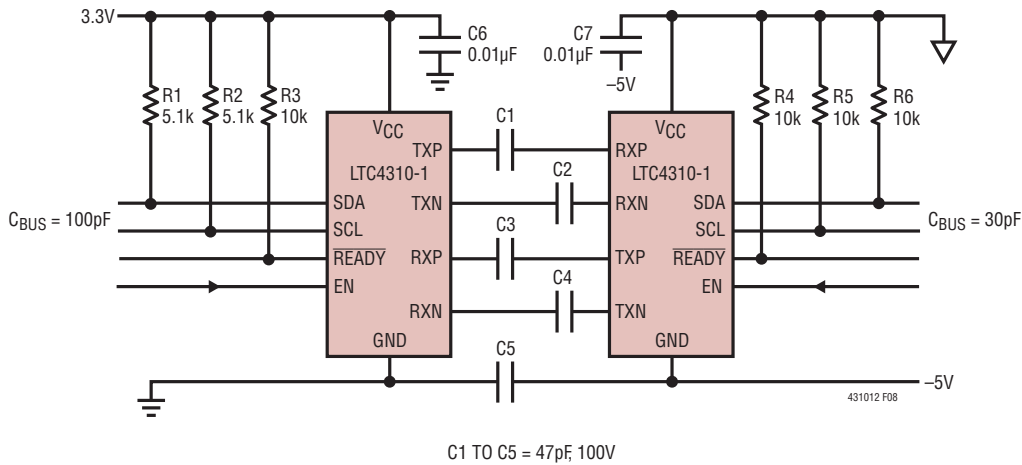 3.3V
C6
0.01µF
C7
0.01µF
–5V
R1
5.1k
R2
5.1k
R3
10k
R4
10k
R5
10k
R6
10k
VCC
LTC4310-1
TXP
TXN
RXP
RXN
GND
SDA
SCL
READY
EN
C1
C2
C3
C4
C5
VCC
LTC4310-1
RXP
RXN
TXP
TXN
GND
SDA
SCL
READY
EN
CBUS = 100pF
CBUS = 30pF
–5V
431012 F08
C1 TO C5 = 47pF, 100V